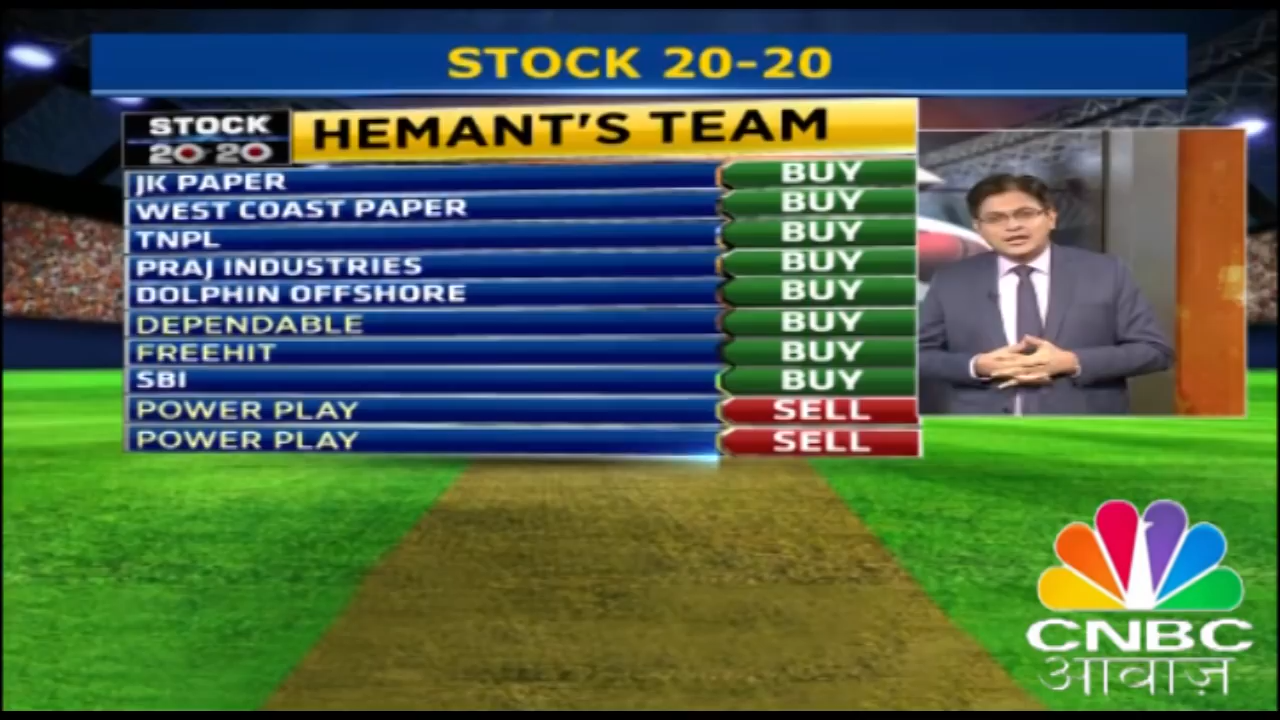 STOCK 20-20
STOCK
20 20
HEMANT'S TEAM
JK PAPER BUY
WEST COAST PAPER BUY
TNPL BUY
PRAJ INDUSTRIES BUY
DOLPHIN OFFSHORE BUY
DEPENDABLE BUY
FREEHIT BUY
SBI BUY
POWER PLAY SELL
POWER PLAY SELL
CNBC
आवाज़